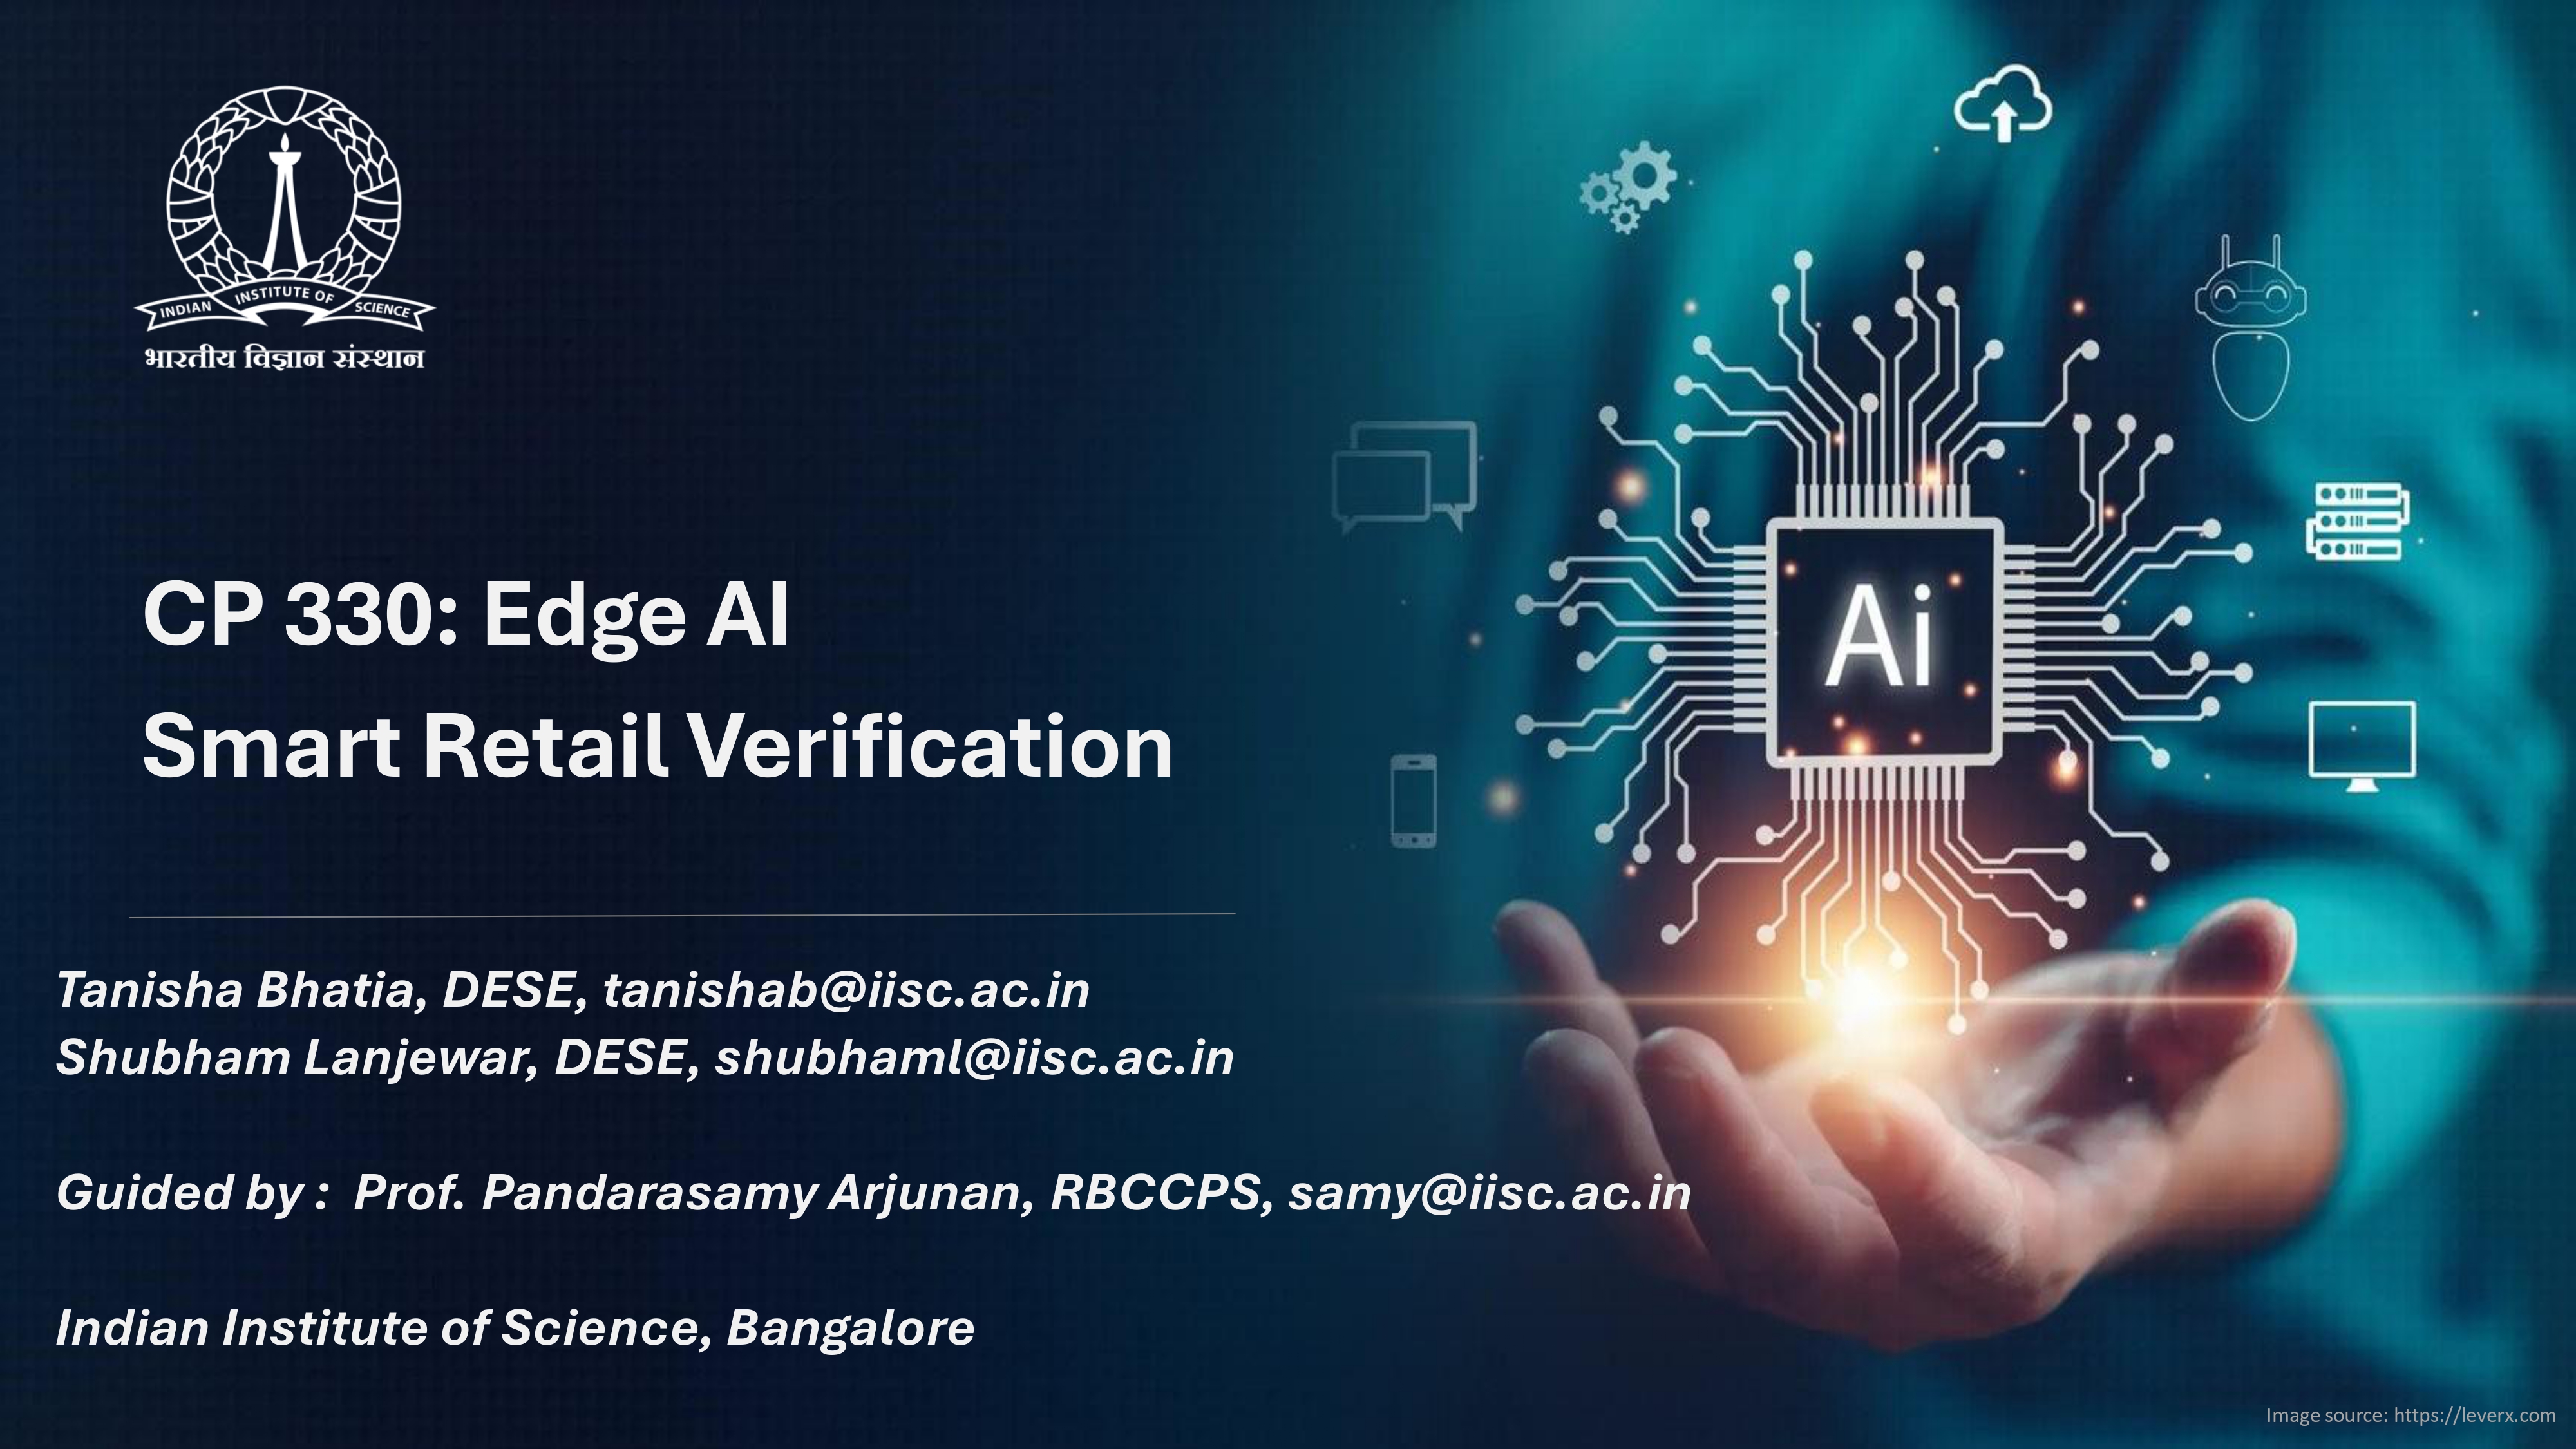 INDIAN INSTITUTE OF SCIENCE
भारतीय विज्ञान संस्थान
CP 330: Edge AI
Smart Retail Verification
Ai
Tanisha Bhatia, DESE, tanishab@iisc.ac.in
Shubham Lanjewar, DESE, shubhaml@iisc.ac.in
Guided by :  Prof. Pandarasamy Arjunan, RBCCPS, samy@iisc.ac.in
Indian Institute of Science, Bangalore
Image source: https://leverx.com